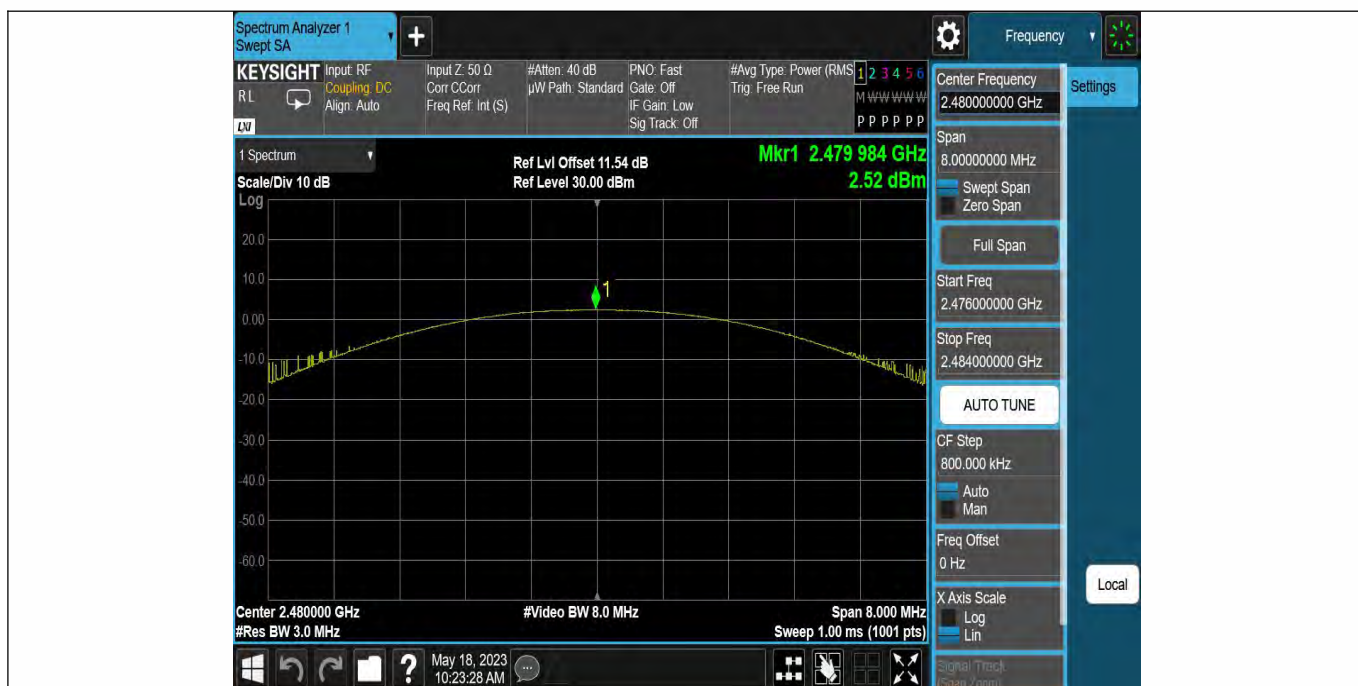 Spectrum Analyzer 1
Swept SA
Frequency
KEYSIGHT
RL
LXI
Input: RF
Coupling: DC
Align: Auto
Input Z: 50 Ω
Corr CCorr
Freq Ref: Int (S)
#Atten: 40 dB
µW Path: Standard
PNO: Fast
Gate: Off
IF Gain: Low
Sig Track: Off
#Avg Type: Power (RMS
Trig: Free Run
1 2 3 4 5 6
M W W W W W
P P P P P P
1 Spectrum
Scale/Div 10 dB
Ref Lvl Offset 11.54 dB
Ref Level 30.00 dBm
Mkr1 2.479 984 GHz
2.52 dBm
Log
20.0
10.0
0.00
-10.0
-20.0
-30.0
-40.0
-50.0
-60.0
1
Center 2.480000 GHz
#Res BW 3.0 MHz
#Video BW 8.0 MHz
Span 8.000 MHz
Sweep 1.00 ms (1001 pts)
?
May 18, 2023
10:23:28 AM
Center Frequency
2.480000000 GHz
Settings
Span
8.00000000 MHz
Swept Span
Zero Span
Full Span
Start Freq
2.476000000 GHz
Stop Freq
2.484000000 GHz
AUTO TUNE
CF Step
800.000 kHz
Auto
Man
Freq Offset
0 Hz
X Axis Scale
Log
Lin
Local
Signal Track
(Span Zoom)